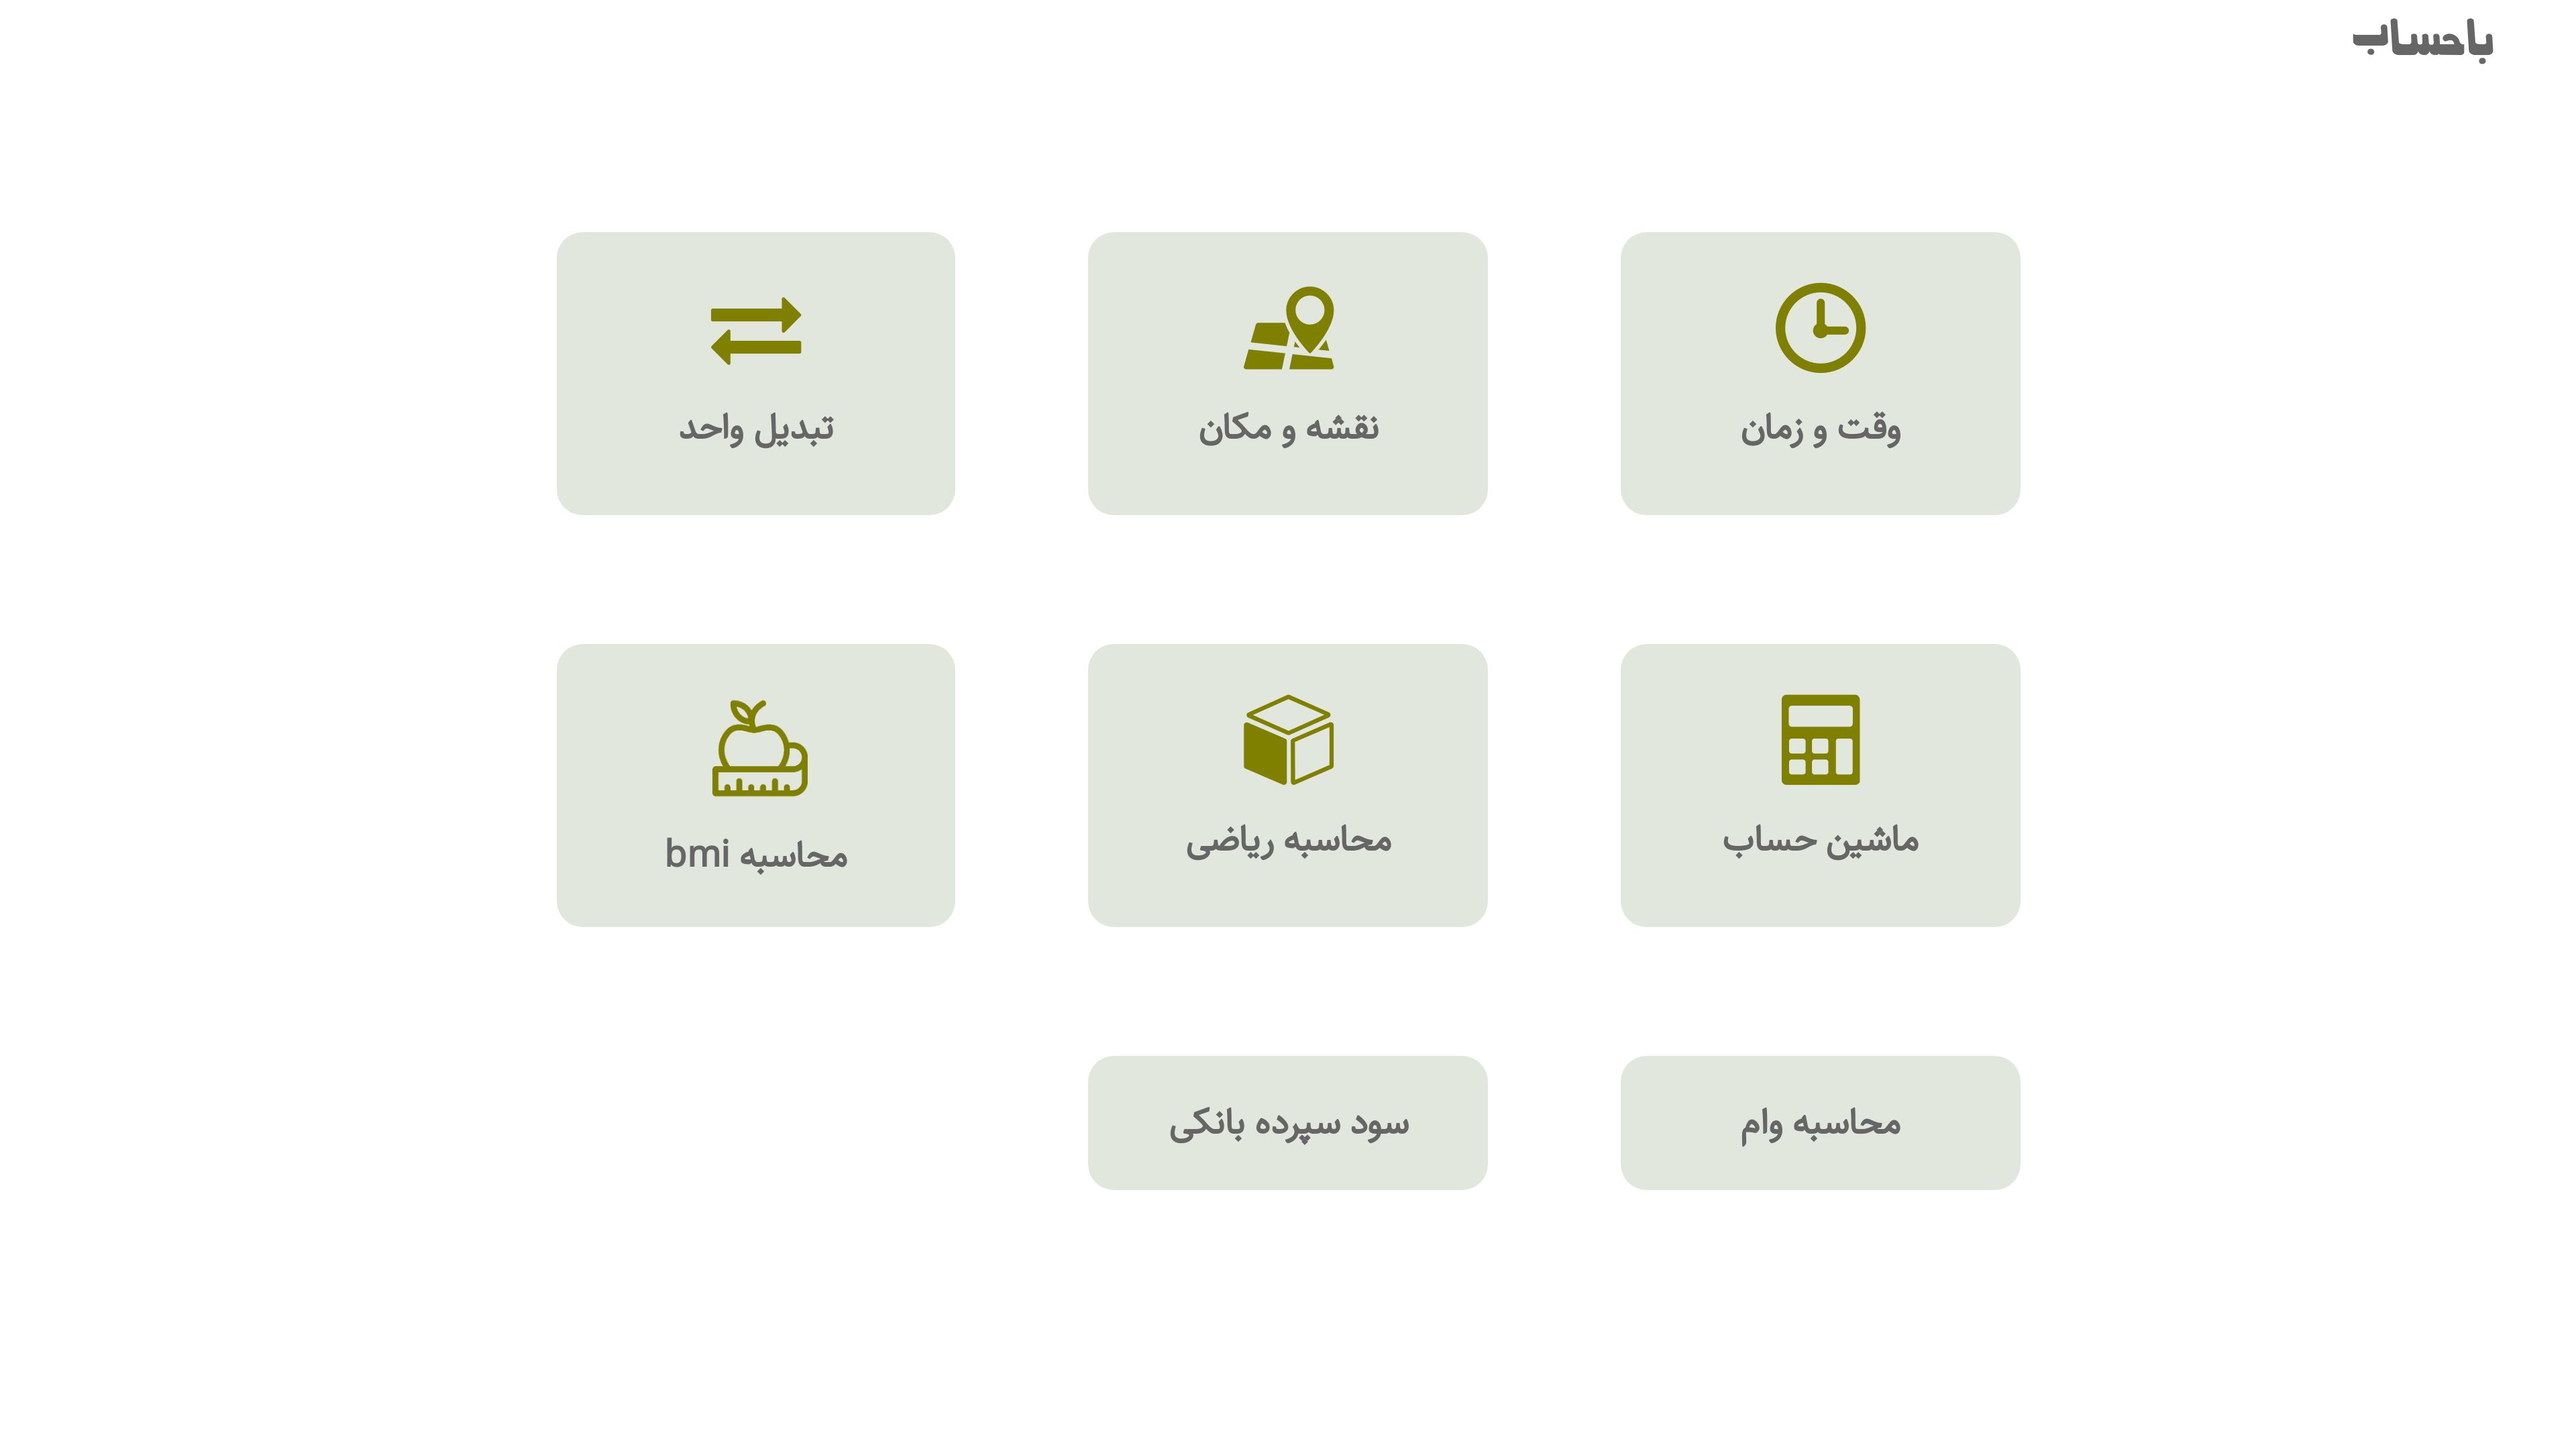 باحساب
وقت و زمان
نقشه و مکان
تبدیل واحد
ماشین حساب
محاسبه ریاضی
محاسبه bmi
محاسبه وام
سود سپرده بانکی